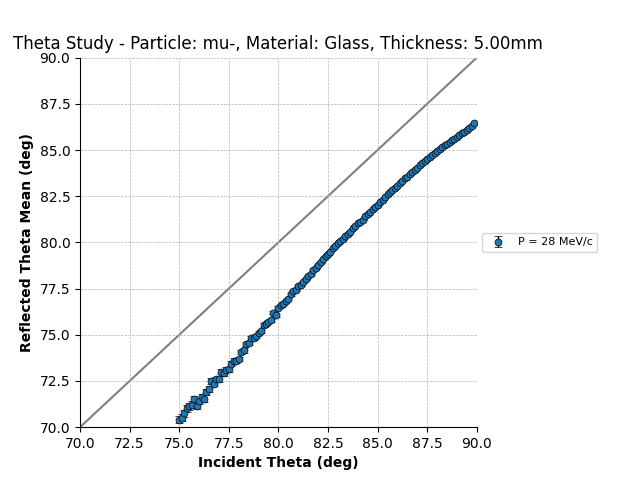 Theta Study - Particle: mu-, Material: Glass, Thickness: 5.00mm
90.0
87.5
85.0
82.5
80.0
77.5
75.0
72.5
70.0
Reflected Theta Mean (deg)
70.0 72.5 75.0 77.5 80.0 82.5 85.0 87.5 90.0
Incident Theta (deg)
P = 28 MeV/c